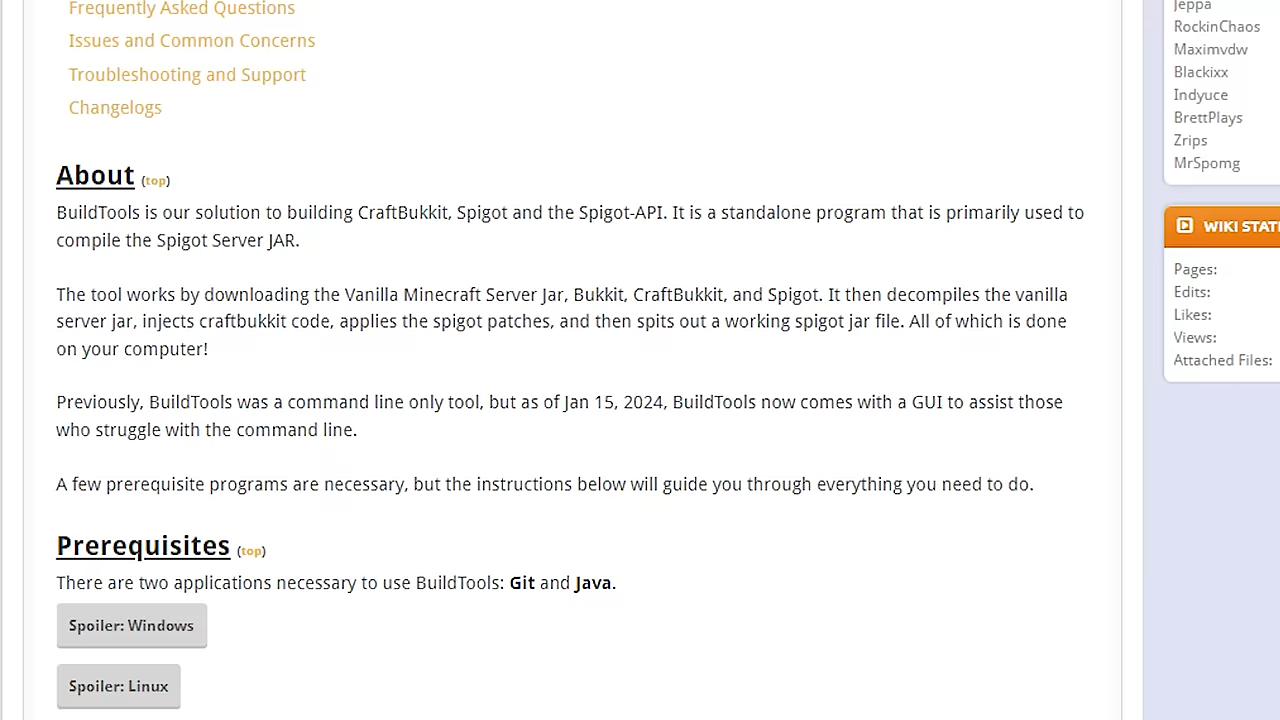 Frequently Asked Questions
Issues and Common Concerns
Troubleshooting and Support
Changelogs
About (top)
BuildTools is our solution to building CraftBukkit, Spigot and the Spigot-API. It is a standalone program that is primarily used to
compile the Spigot Server JAR.
The tool works by downloading the Vanilla Minecraft Server Jar, Bukkit, CraftBukkit, and Spigot. It then decompiles the vanilla
server jar, injects craftbukkit code, applies the spigot patches, and then spits out a working spigot jar file. All of which is done
on your computer!
Previously, BuildTools was a command line only tool, but as of Jan 15, 2024, BuildTools now comes with a GUI to assist those
who struggle with the command line.
A few prerequisite programs are necessary, but the instructions below will guide you through everything you need to do.
Prerequisites (top)
There are two applications necessary to use BuildTools: Git and Java.
Spoiler: Windows
Spoiler: Linux
Jeppa
RockinChaos
Maximvdw
Blackixx
Indyuce
BrettPlays
Zrips
MrSpomg
WIKI STAT
Pages:
Edits:
Likes:
Views:
Attached Files: